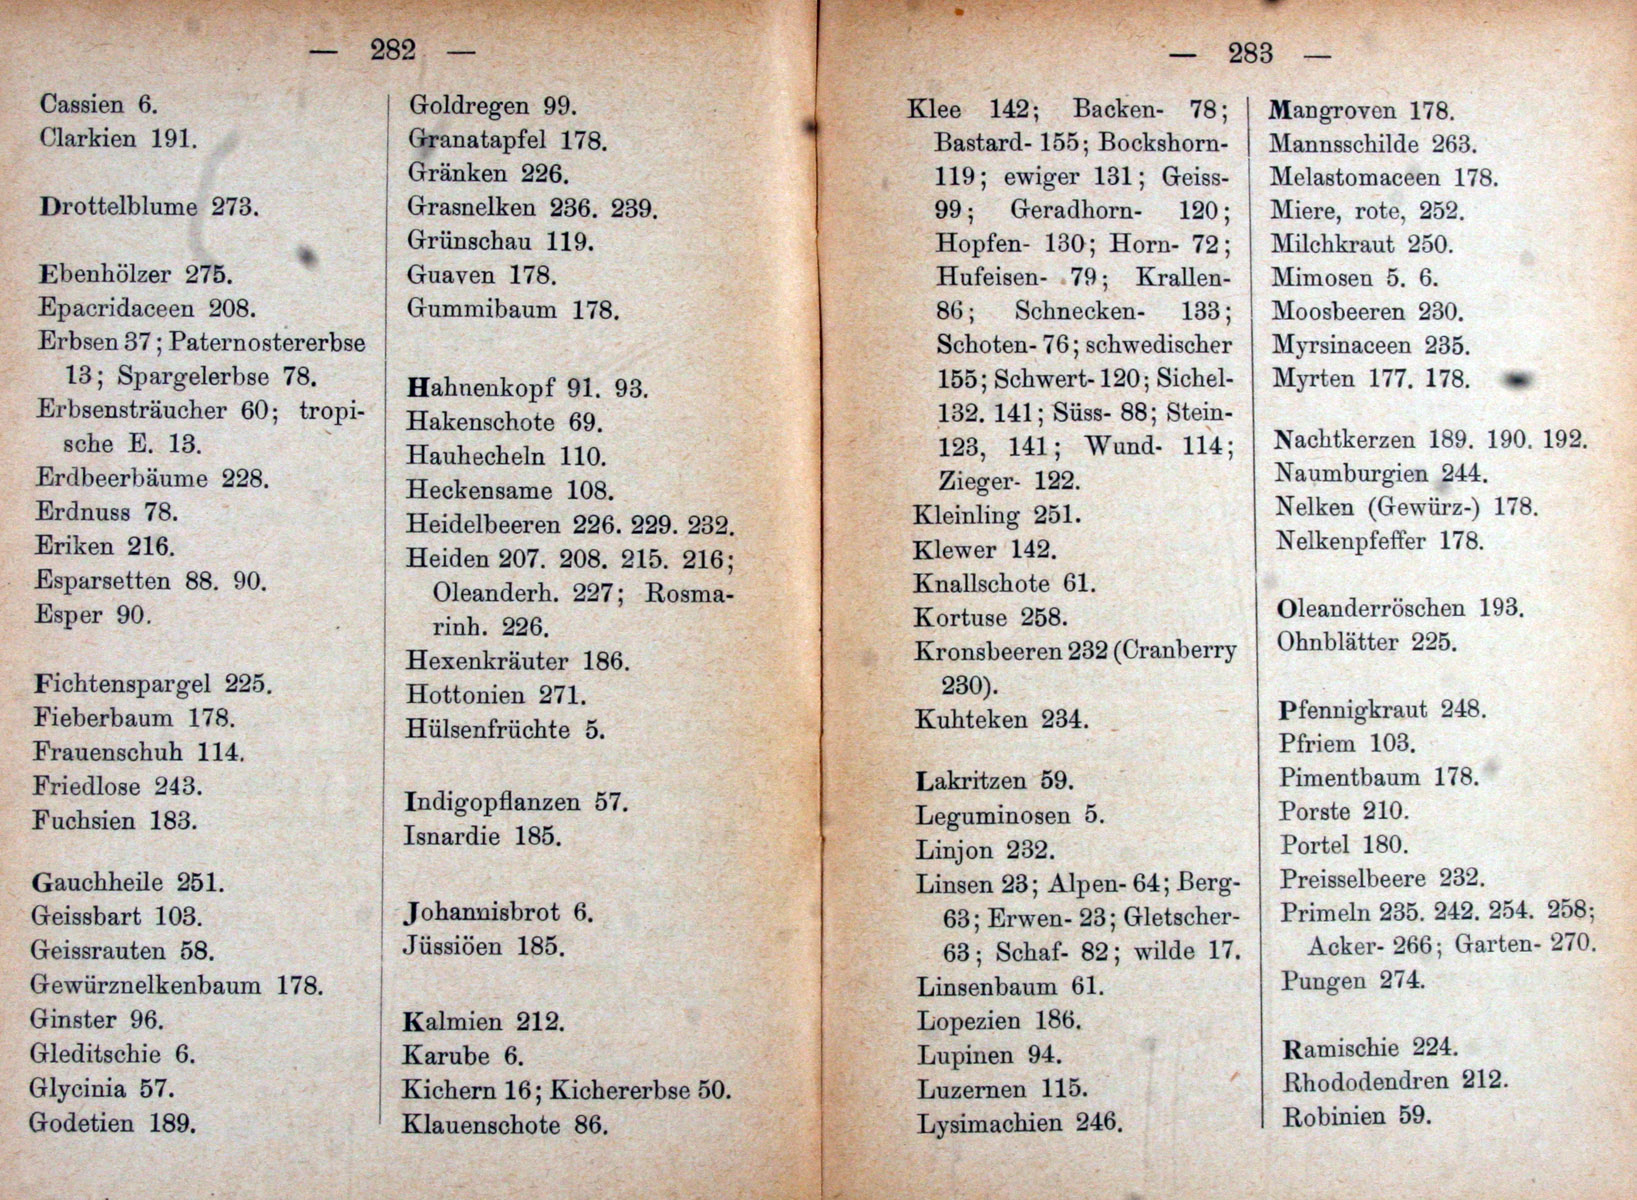 — 282 —
Cassien 6.
Clarkien 191.
Drottelblume 273.
Ebenhölzer 275.
Epacridaceen 208.
Erbsen 37; Paternostererbse
13; Spargelerbse 78.
Erbsensträucher 60; tropi-
sche E. 13.
Erdbeerbäume 228.
Erdnuss 78.
Eriken 216.
Esparsetten 88. 90.
Esper 90.
Fichtenspargel 225.
Fieberbaum 178.
Frauenschuh 114.
Friedlose 243.
Fuchsien 183.
Gauchheile 251.
Geissbart 103.
Geissrauten 58.
Gewürznelkenbaum 178.
Ginster 96.
Gleditschie 6.
Glycinia 57.
Godetien 189.
Goldregen 99.
Granatapfel 178.
Gränken 226.
Grasnelken 236. 239.
Grünschau 119.
Guaven 178.
Gummibaum 178.
Hahnenkopf 91. 93.
Hakenschote 69.
Hauhecheln 110.
Heckensame 108.
Heidelbeeren 226. 229. 232.
Heiden 207. 208. 215. 216;
Oleanderh. 227; Rosma-
rinh. 226.
Hexenkräuter 186.
Hottonien 271.
Hülsenfrüchte 5.
Indigopflanzen 57.
Isnardie 185.
Johannisbrot 6.
Jüssiöen 185.
Kalmien 212.
Karube 6.
Kichern 16; Kichererbse 50.
Klauenschote 86.
— 283 —
Klee 142; Backen- 78;
Bastard- 155; Bockshorn-
119; ewiger 131; Geiss-
99; Geradhorn- 120;
Hopfen- 130; Horn- 72;
Hufeisen- 79; Krallen-
86; Schnecken- 133;
Schoten- 76; schwedischer
155; Schwert- 120; Sichel-
132. 141; Süss- 88; Stein-
123, 141; Wund- 114;
Zieger- 122.
Kleinling 251.
Klewer 142.
Knallschote 61.
Kortuse 258.
Kronsbeeren 232 (Cranberry
230).
Kuhteken 234.
Lakritzen 59.
Leguminosen 5.
Linjon 232.
Linsen 23; Alpen- 64; Berg-
63; Erwen- 23; Gletscher-
63; Schaf- 82; wilde 17.
Linsenbaum 61.
Lopezien 186.
Lupinen 94.
Luzernen 115.
Lysimachien 246.
Mangroven 178.
Mannsschilde 263.
Melastomaceen 178.
Miere, rote, 252.
Milchkraut 250.
Mimosen 5. 6.
Moosbeeren 230.
Myrsinaceen 235.
Myrten 177. 178.
Nachtkerzen 189. 190. 192.
Naumburgien 244.
Nelken (Gewürz-) 178.
Nelkenpfeffer 178.
Oleanderröschen 193.
Ohnblätter 225.
Pfennigkraut 248.
Pfriem 103.
Pimentbaum 178.
Porste 210.
Portel 180.
Preisselbeere 232.
Primeln 235. 242. 254. 258;
Acker- 266; Garten- 270.
Pungen 274.
Ramischie 224.
Rhododendren 212.
Robinien 59.